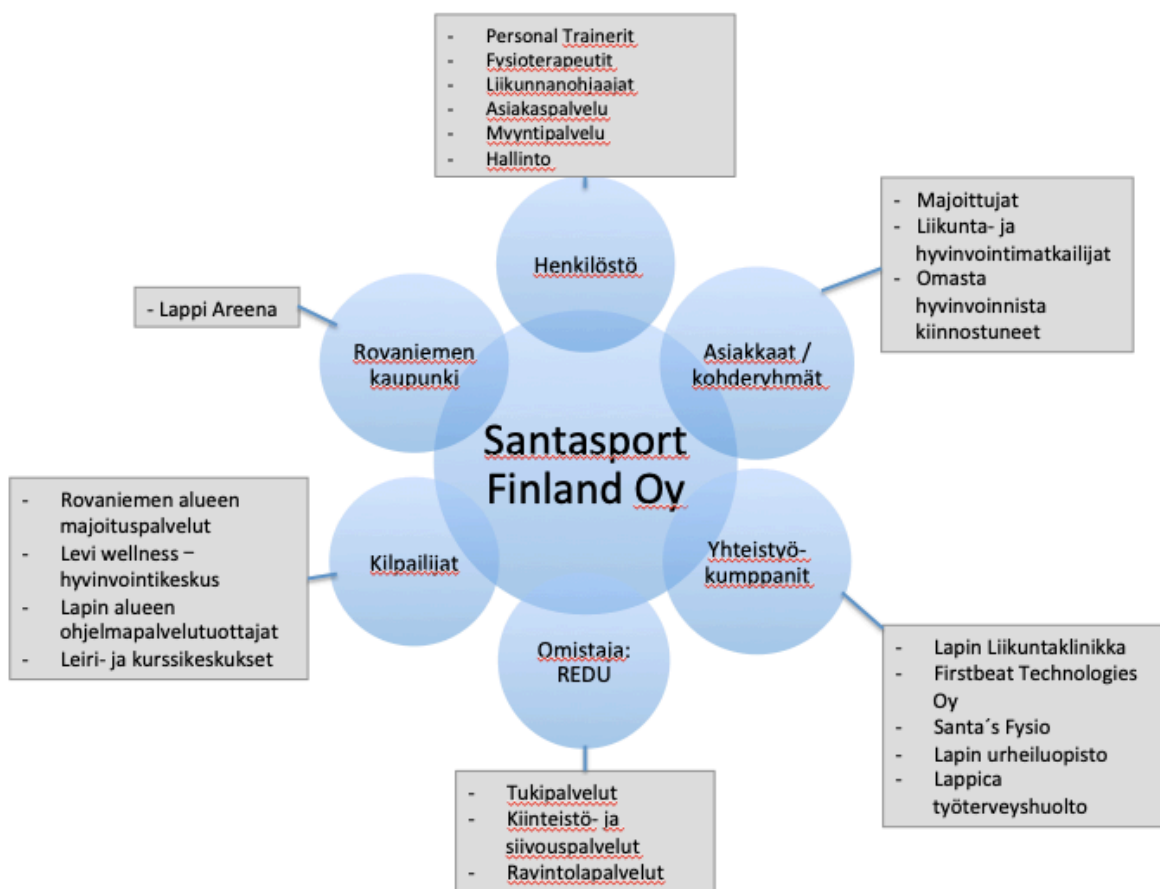 - Personal Trainerit
- Fysioterapeutit
- Liikunnanohjaajat
- Asiakaspalvelu
- Myyntipalvelu
- Hallinto
Henkilöstö
- Majoittujat
- Liikunta- ja
hyvinvointimatkailijat
- Omasta
hyvinvoinnista
kiinnostuneet
Asiakkaat /
kohderyhmät
- Lappi Areena
Rovaniemen
kaupunki
Santasport
Finland Oy
- Rovaniemen alueen
majoituspalvelut
- Levi wellness –
hyvinvointikeskus
- Lapin alueen
ohjelmapalvelutuottajat
- Leiri- ja kurssikeskukset
Kilpailijat
Yhteistyö-
kumppanit
- Lapin Liikuntaklinikka
- Firstbeat Technologies
Oy
- Santa´s Fysio
- Lapin urheiluopisto
- Lappica
työterveyshuolto
Omistaja:
REDU
- Tukipalvelut
- Kiinteistö- ja
siivouspalvelut
- Ravintolapalvelut